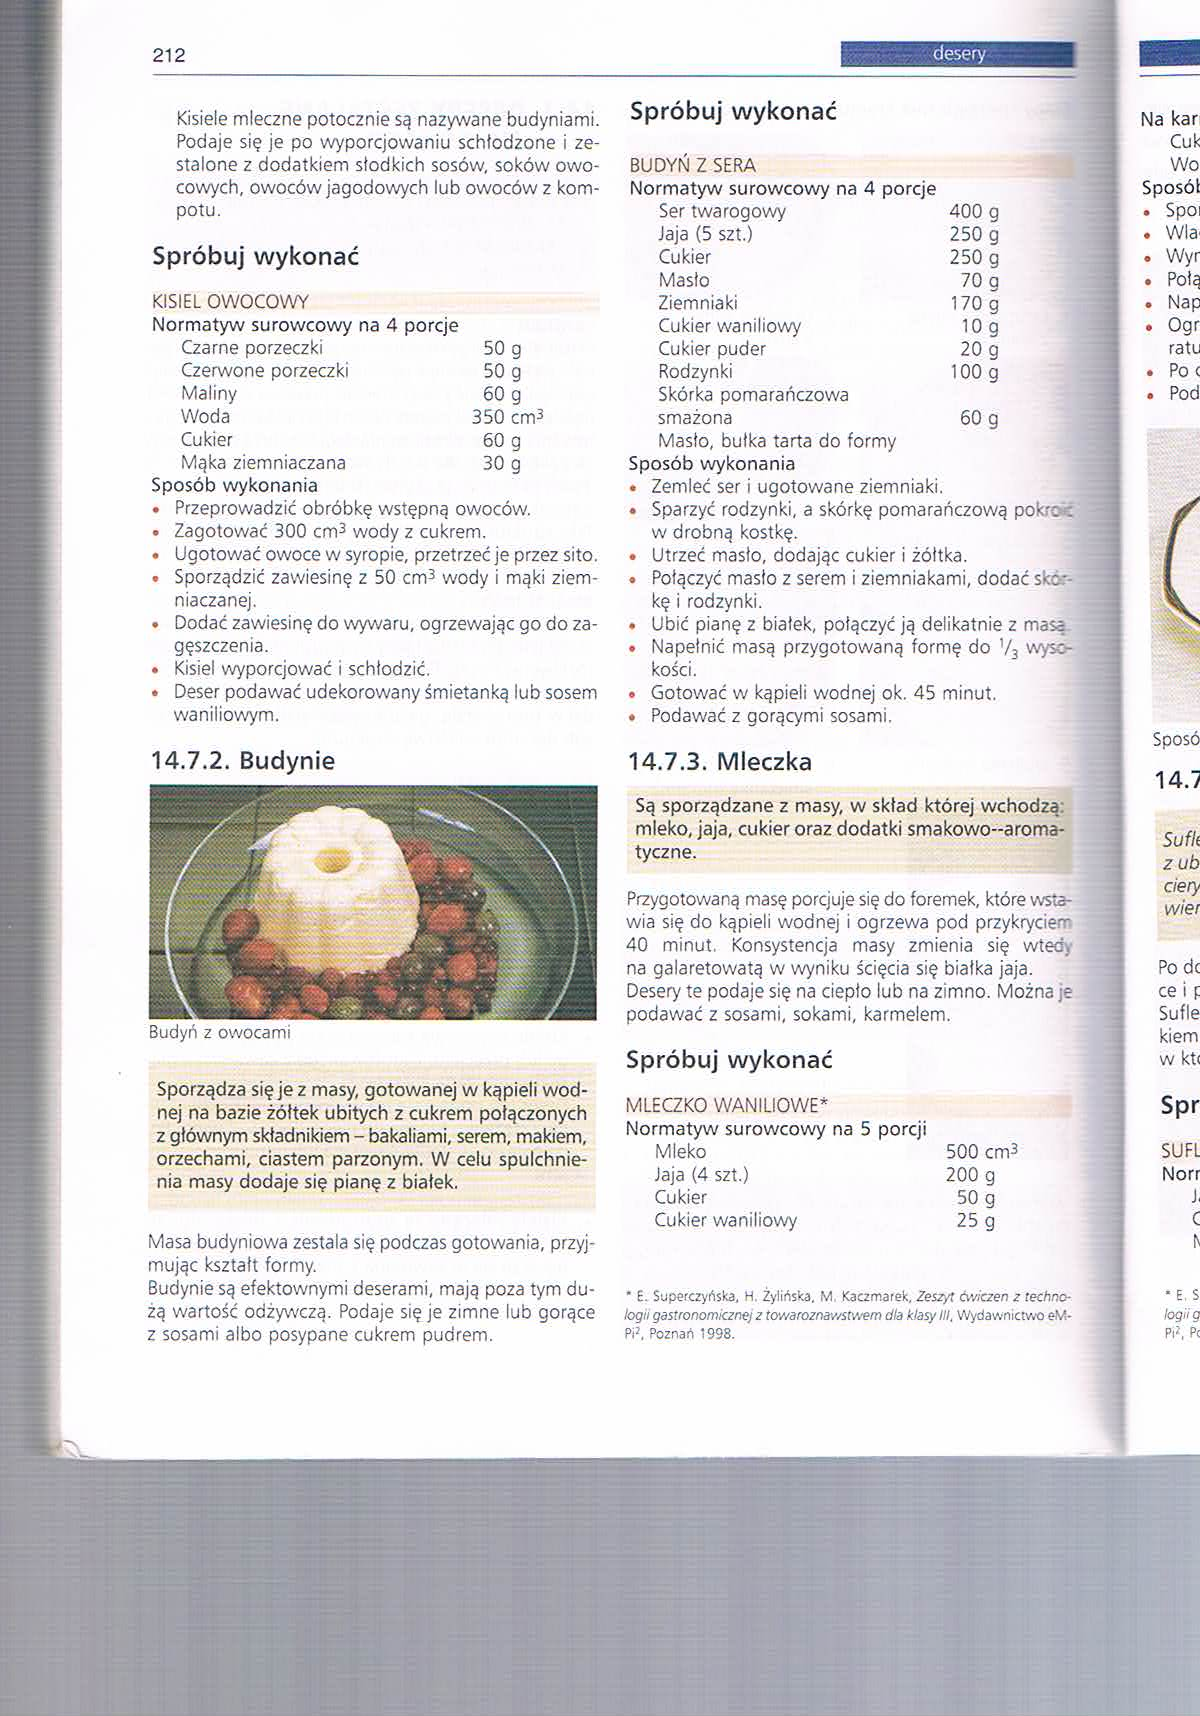 212
desery
Kisiele mleczne potocznie są nazywane budyniami.
Podaje się je po wyporcjowaniu schłodzone i ze-
stalone z dodatkiem słodkich sosów, soków owo-
cowych, owoców jagodowych lub owoców z kom-
potu.
Spróbuj wykonać
KISIEL OWOCOWY
Normatyw surowcowy na 4 porcje
Czarne porzeczki 50 g
Czerwone porzeczki 50 g
Maliny 60 g
Woda 350 cm³
Cukier 60 g
Mąka ziemniaczana 30 g
Sposób wykonania
• Przeprowadzić obróbkę wstępną owoców.
• Zagotować 300 cm³ wody z cukrem.
• Ugotować owoce w syropie, przetrzeć je przez sito.
• Sporządzić zawiesinę z 50 cm³ wody i mąki ziem-
niaczanej.
• Dodać zawiesinę do wywaru, ogrzewając go do za-
gęszczenia.
• Kisiel wyporcjować i schłodzić.
• Deser podawać udekorowany śmietanką lub sosem
waniliowym.
14.7.2. Budynie
Budyń z owocami
Sporządza się je z masy, gotowanej w kąpieli wod-
nej na bazie żółtek ubitych z cukrem połączonych
z głównym składnikiem – bakaliami, serem, makiem,
orzechami, ciastem parzonym. W celu spulchnie-
nia masy dodaje się pianę z białek.
Masa budyniowa zestala się podczas gotowania, przyj-
mując kształt formy.
Budynie są efektownymi deserami, mają poza tym du-
żą wartość odżywczą. Podaje się je zimne lub gorące
z sosami albo posypane cukrem pudrem.
Spróbuj wykonać
BUDYŃ Z SERA
Normatyw surowcowy na 4 porcje
Ser twarogowy 400 g
Jaja (5 szt.) 250 g
Cukier 250 g
Masło 70 g
Ziemniaki 170 g
Cukier waniliowy 10 g
Cukier puder 20 g
Rodzynki 100 g
Skórka pomarańczowa
smażona 60 g
Masło, bułka tarta do formy
Sposób wykonania
• Zemleć ser i ugotowane ziemniaki.
• Sparzyć rodzynki, a skórkę pomarańczową pokroić
w drobną kostkę.
• Utrzeć masło, dodając cukier i żółtka.
• Połączyć masło z serem i ziemniakami, dodać skór-
kę i rodzynki.
• Ubić pianę z białek, połączyć ją delikatnie z masą.
• Napełnić masą przygotowaną formę do ¹/₃ wyso-
kości.
• Gotować w kąpieli wodnej ok. 45 minut.
• Podawać z gorącymi sosami.
14.7.3. Mleczka
Są sporządzane z masy, w skład której wchodzą:
mleko, jaja, cukier oraz dodatki smakowo--aroma-
tyczne.
Przygotowaną masę porcjuje się do foremek, które wsta-
wia się do kąpieli wodnej i ogrzewa pod przykryciem
40 minut. Konsystencja masy zmienia się wtedy
na galaretowatą w wyniku ścięcia się białka jaja.
Desery te podaje się na ciepło lub na zimno. Można je
podawać z sosami, sokami, karmelem.
Spróbuj wykonać
MLECZKO WANILIOWE*
Normatyw surowcowy na 5 porcji
Mleko 500 cm³
Jaja (4 szt.) 200 g
Cukier 50 g
Cukier waniliowy 25 g
* E. Superczyńska, H. Żylińska, M. Kaczmarek, Zeszyt ćwiczen z techno-
logii gastronomicznej z towaroznawstwem dla klasy III, Wydawnictwo eM-
Pi², Poznań 1998.
Na kar
Cuk
Wo
Sposób
• Spo
• Wla
• Wyr
• Połą
• Nap
• Ogr
ratu
• Po
• Pod
Sposó
14.7
Sufle
z ub
ciery
wier
Po do
ce i p
Sufle
kiem
w kt
Spr
SUFL
Norr
* E. S
logii g
Pi², Po